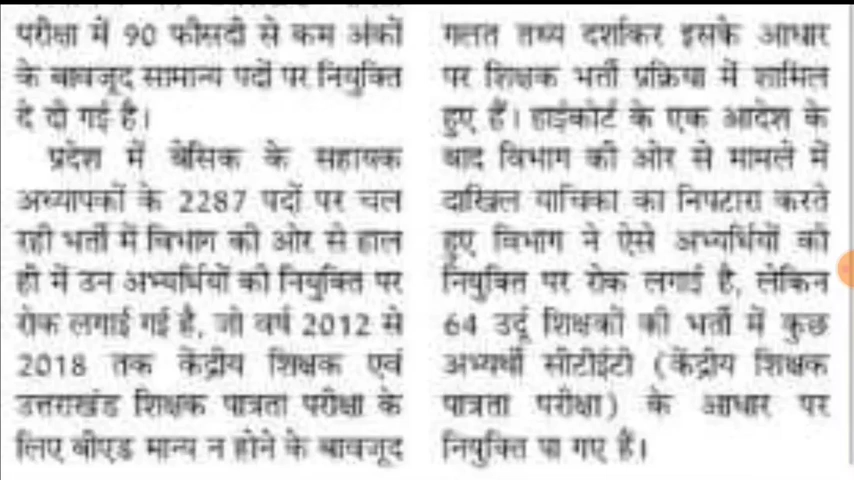 परीक्षा में 90 फीसदी से कम अंकों
के बावजूद सामान्य पदों पर नियुक्ति
दे दी गई है।
प्रदेश में बेसिक के सहायक
अध्यापकों के 2287 पदों पर चल
रही भर्ती में विभाग की ओर से हाल
ही में उन अभ्यर्थियों की नियुक्ति पर
रोक लगाई गई है, जो वर्ष 2012 से
2018 तक केंद्रीय शिक्षक एवं
उत्तराखंड शिक्षक पात्रता परीक्षा के
लिए बीएड मान्य न होने के बावजूद
गलत तथ्य दर्शाकर इसके आधार
पर शिक्षक भर्ती प्रक्रिया में शामिल
हुए हैं। हाईकोर्ट के एक आदेश के
बाद विभाग की ओर से मामले में
दाखिल याचिका का निपटारा करते
हुए विभाग ने ऐसे अभ्यर्थियों की
नियुक्ति पर रोक लगाई है, लेकिन
64 उर्दू शिक्षकों की भर्ती में कुछ
अभ्यर्थी सीटीईटी (केंद्रीय शिक्षक
पात्रता परीक्षा) के आधार पर
नियुक्ति पा गए हैं।